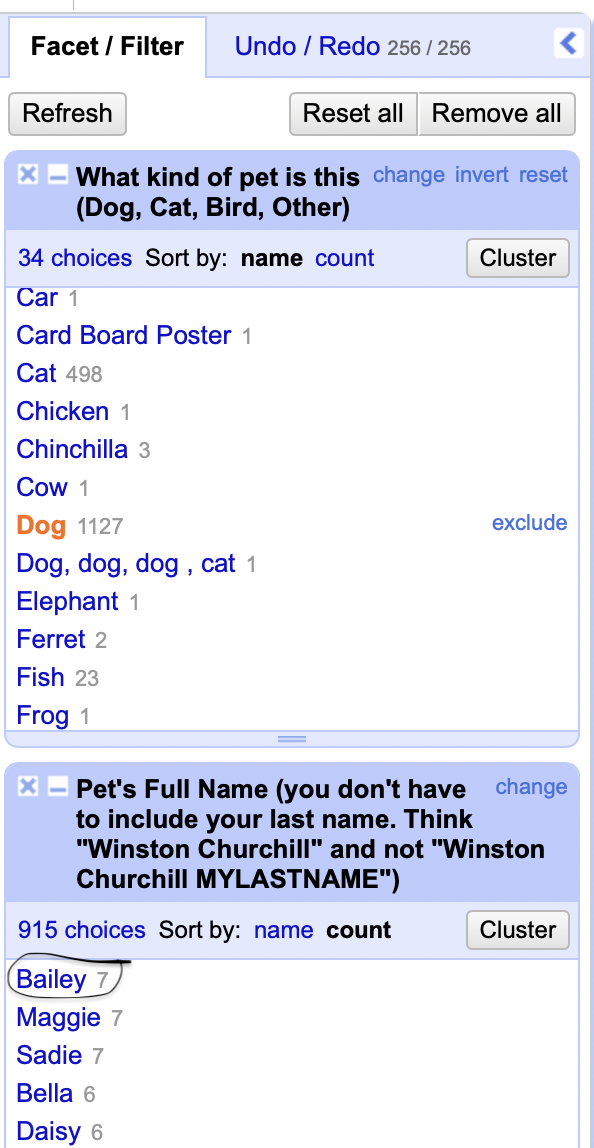 Facet / Filter Undo / Redo 256 / 256
Refresh Reset all Remove all
What kind of pet is this change invert reset
(Dog, Cat, Bird, Other)
34 choices Sort by: name count Cluster
Car 1
Card Board Poster 1
Cat 498
Chicken 1
Chinchilla 3
Cow 1
Dog 1127 exclude
Dog, dog, dog , cat 1
Elephant 1
Ferret 2
Fish 23
Frog 1
Pet's Full Name (you don't have change
to include your last name. Think
"Winston Churchill" and not "Winston
Churchill MYLASTNAME")
915 choices Sort by: name count Cluster
Bailey 7
Maggie 7
Sadie 7
Bella 6
Daisy 6